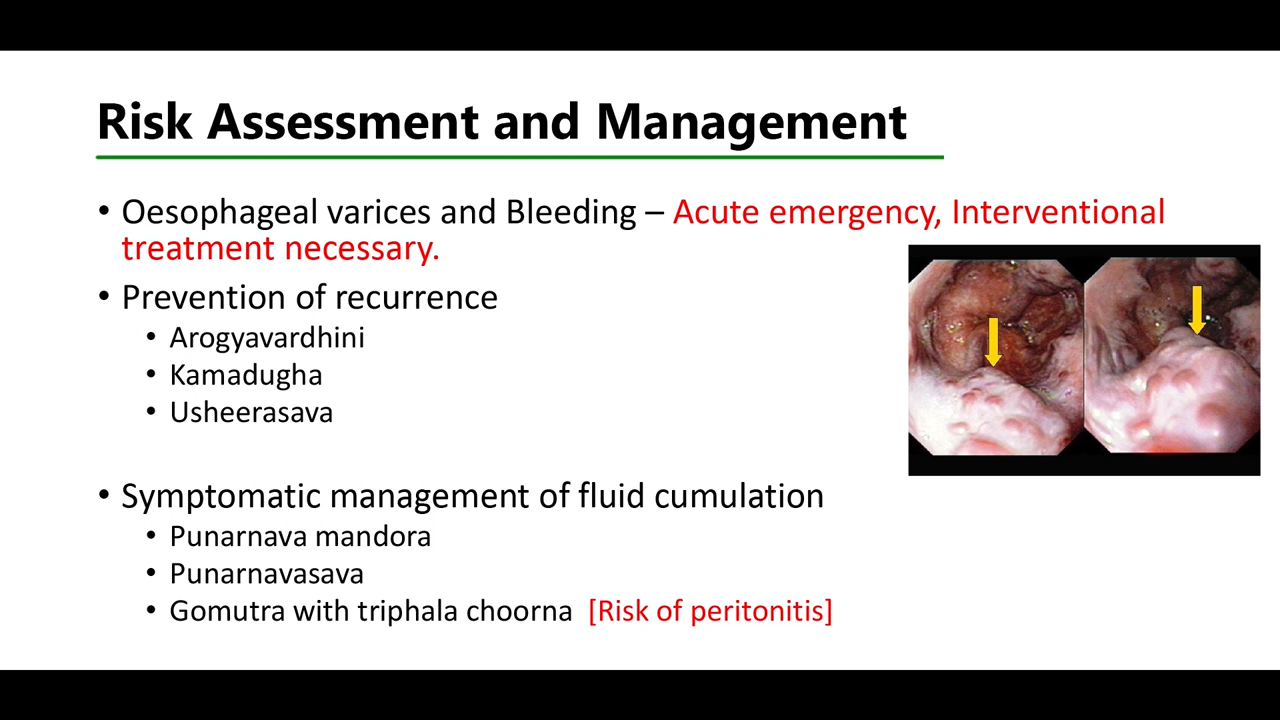 Risk Assessment and Management
• Oesophageal varices and Bleeding – Acute emergency, Interventional
treatment necessary.
• Prevention of recurrence
• Arogyavardhini
• Kamadugha
• Usheerasava
• Symptomatic management of fluid cumulation
• Punarnava mandora
• Punarnavasava
• Gomutra with triphala choorna [Risk of peritonitis]